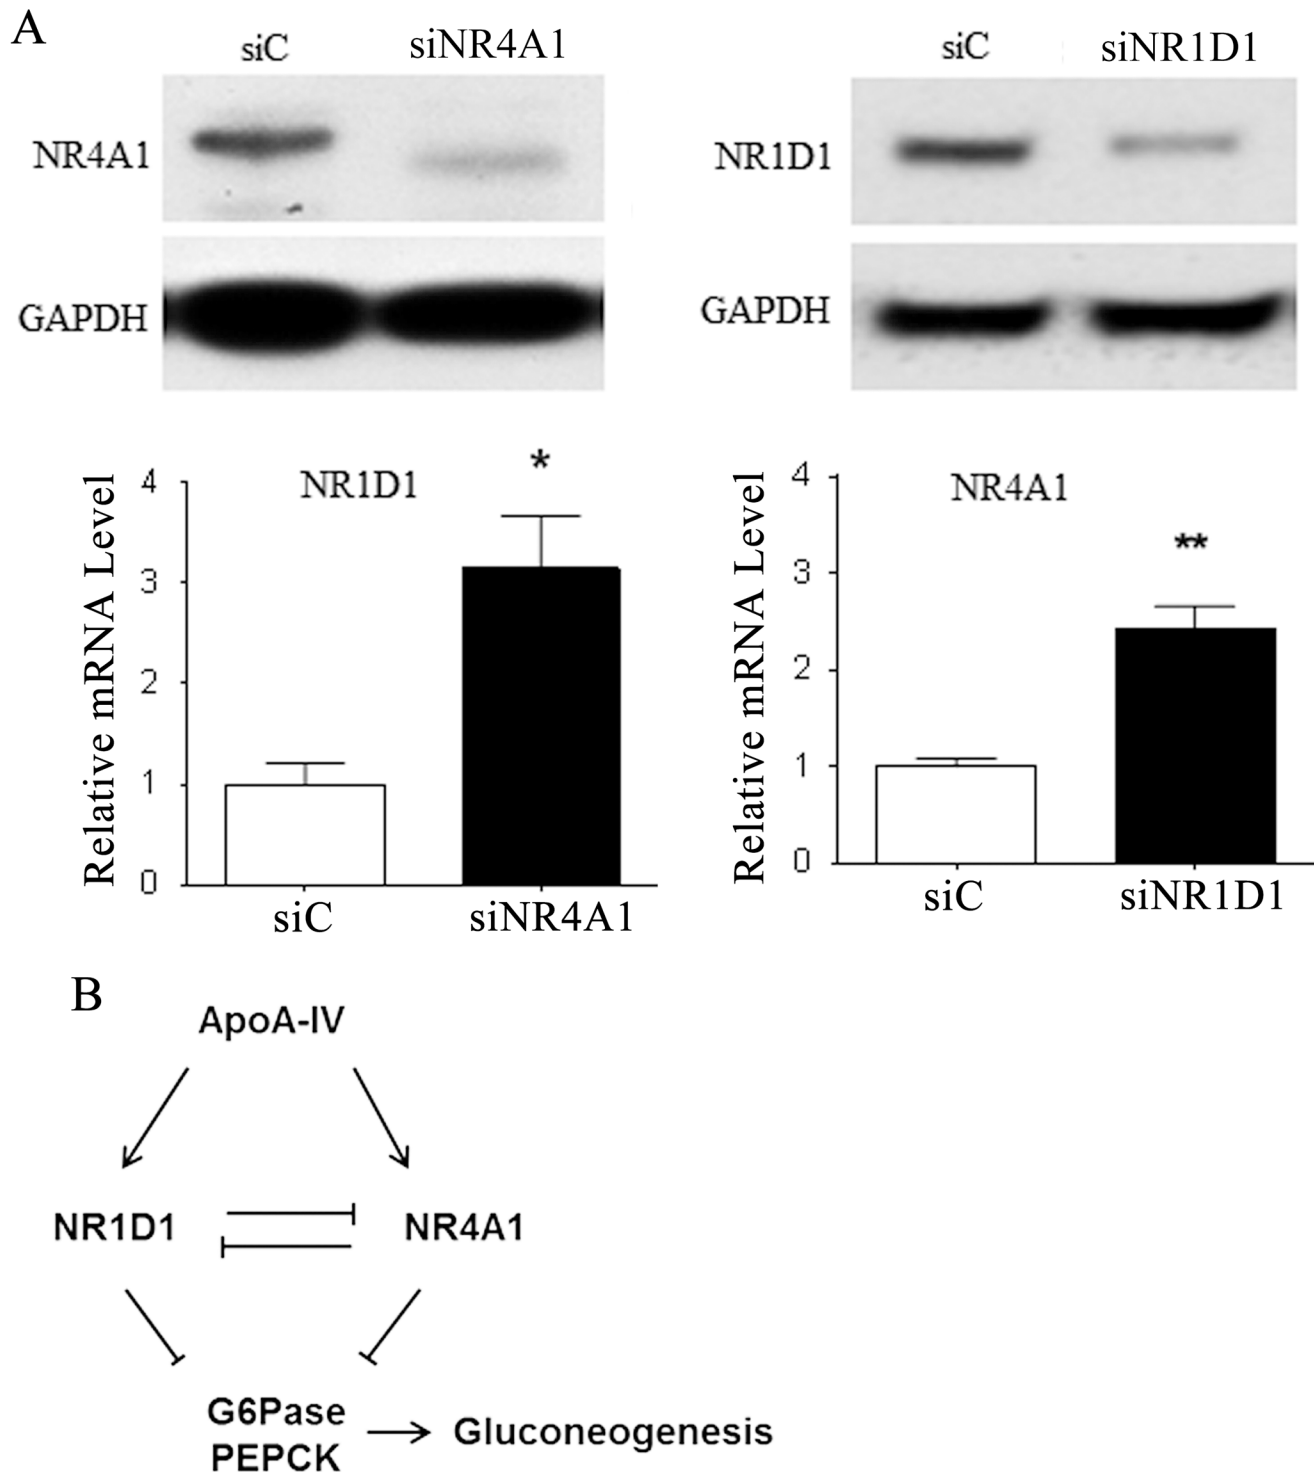 A
siC siNR4A1
NR4A1
GAPDH
siC siNR1D1
NR1D1
GAPDH
NR1D1
*
Relative mRNA Level
4
3
2
1
0
siC siNR4A1
NR4A1
**
Relative mRNA Level
4
3
2
1
0
siC siNR1D1
B
ApoA-IV
NR1D1 NR4A1
G6Pase
PEPCK
Gluconeogenesis